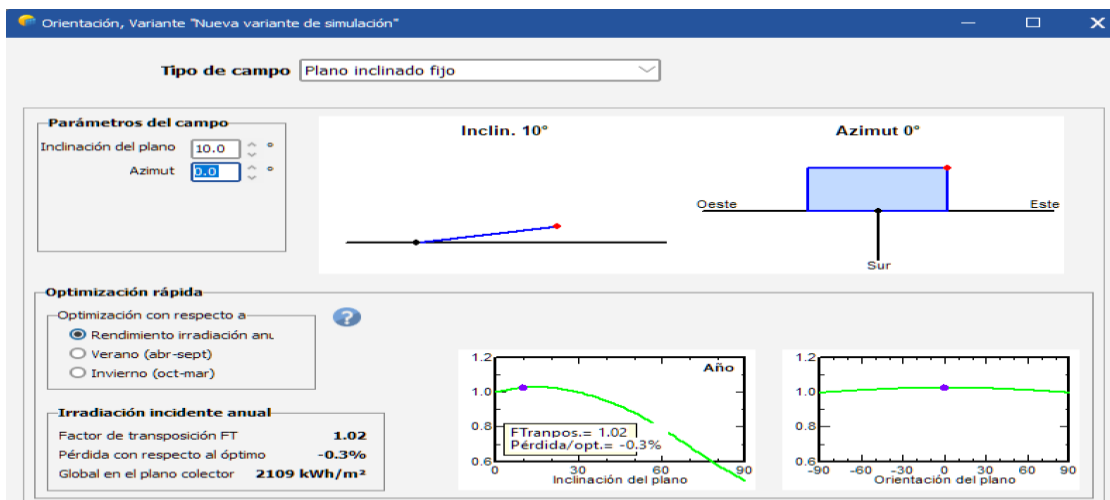 Orientación, Variante "Nueva variante de simulación"
Tipo de campo Plano inclinado fijo
Parámetros del campo
Inclinación del plano 10.0 °
Azimut 0.0 °
Inclin. 10°
Azimut 0°
Oeste
Este
Sur
Optimización rápida
Optimización con respecto a
?
Rendimiento irradiación anu
Verano (abr-sept)
Invierno (oct-mar)
Irradiación incidente anual
Factor de transposición FT 1.02
Pérdida con respecto al óptimo -0.3%
Global en el plano colector 2109 kWh/m²
Año
1.2
1.0
0.8
0.6
FTranpos.= 1.02
Pérdida/opt.= -0.3%
0 30 60 90
Inclinación del plano
1.2
1.0
0.8
0.6
-90 -60 -30 0 30 60 90
Orientación del plano